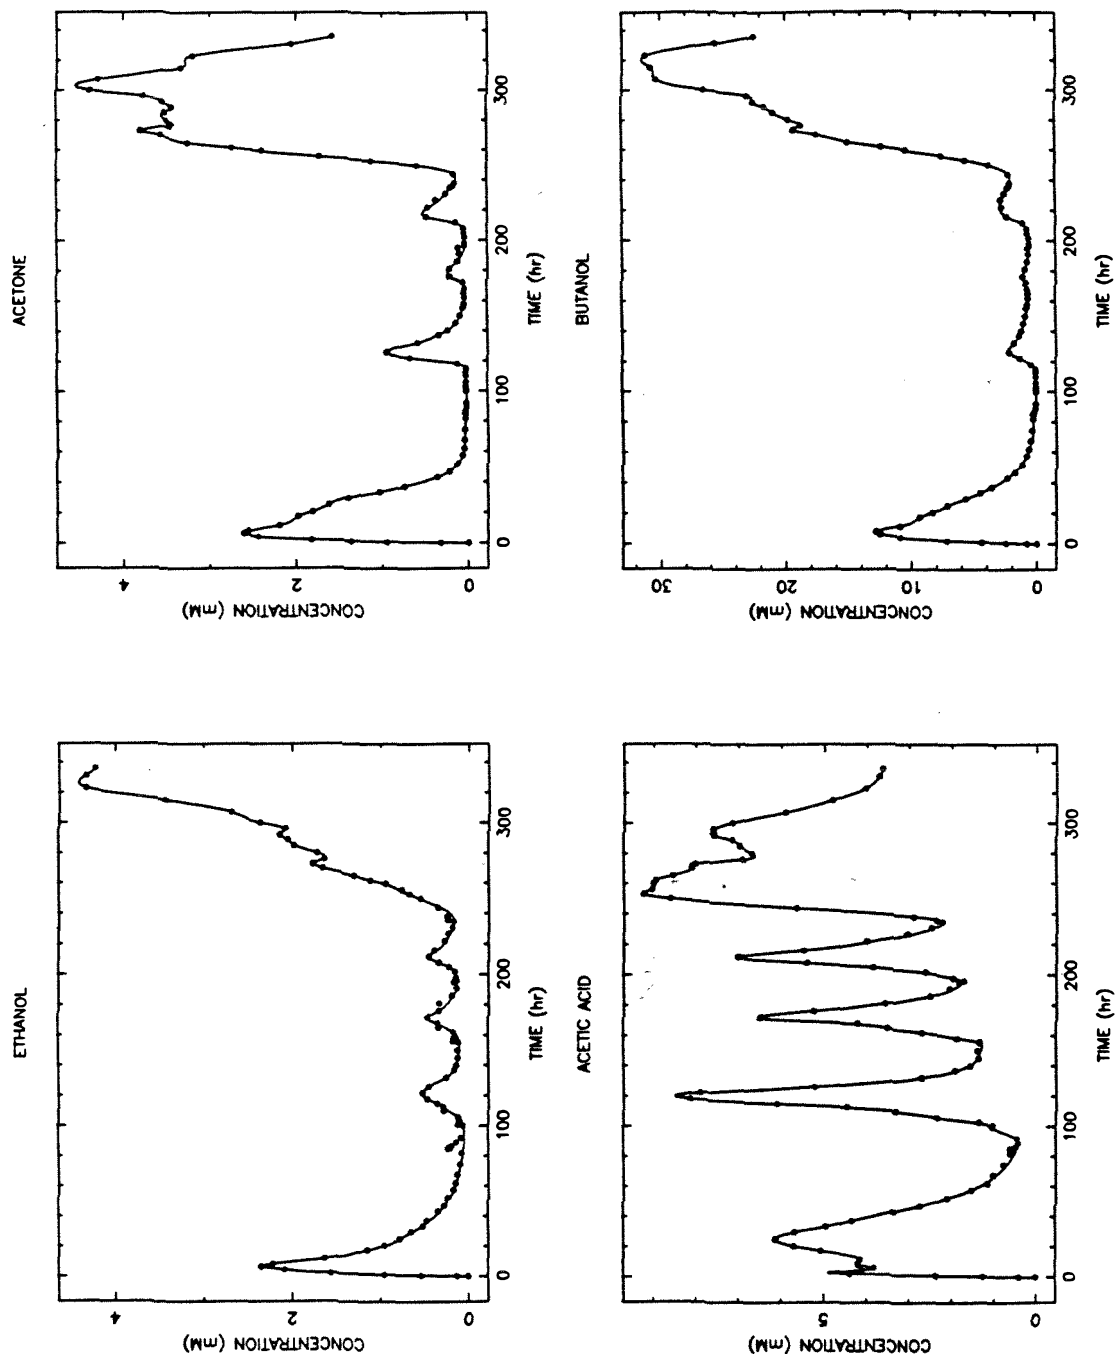 ETHANOL
CONCENTRATION (mM)
4
2
0
0
100
200
300
TIME (hr)
ACETONE
CONCENTRATION (mM)
4
2
0
0
100
200
300
TIME (hr)
ACETIC ACID
CONCENTRATION (mM)
5
0
0
100
200
300
TIME (hr)
BUTANOL
CONCENTRATION (mM)
30
20
10
0
0
100
200
300
TIME (hr)